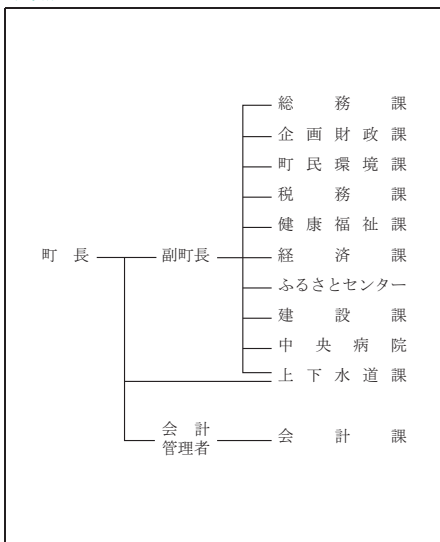 総務課
企画財政課
町民環境課
税務課
健康福祉課
町長 副町長 経済課
ふるさとセンター
建設課
中央病院
上下水道課
会計
管理者 会計課